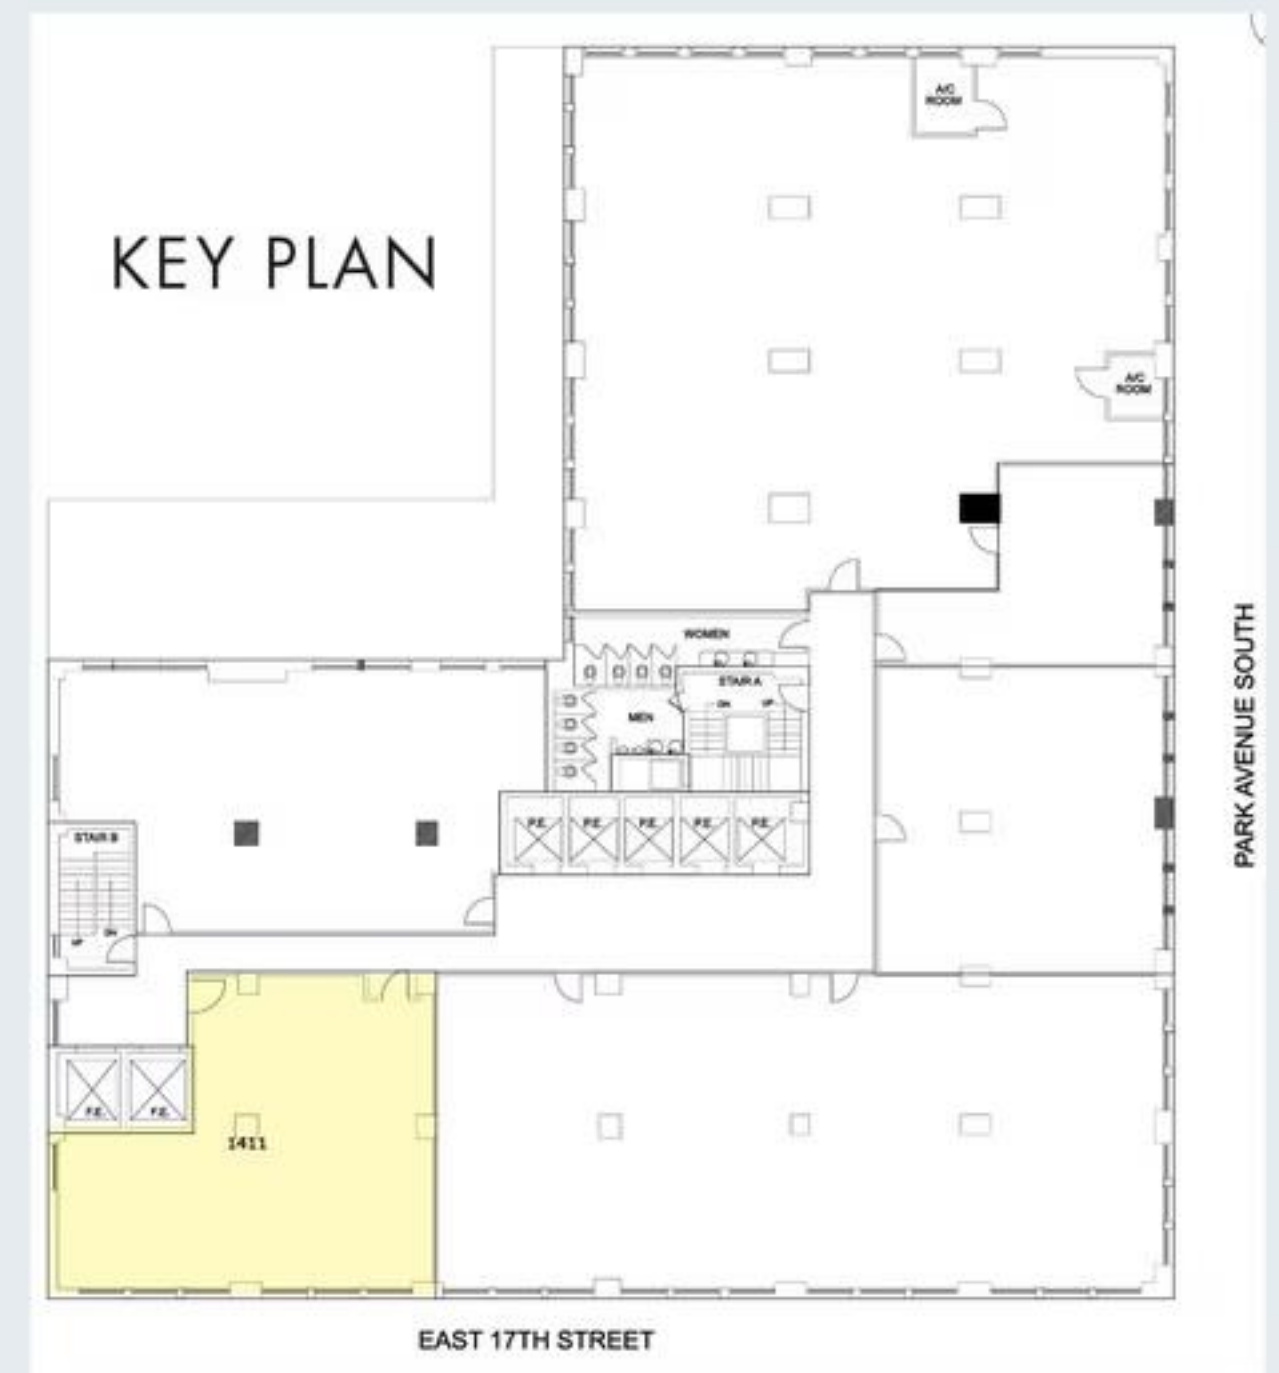 A/C
ROOM
KEY PLAN
A/C
ROOM
WOMEN
STAIR A
DN UP
MEN
P.E. P.E. P.E. P.E. P.E.
STAIR B
UP DN
F.E. F.E.
1411
PARK AVENUE SOUTH
EAST 17TH STREET